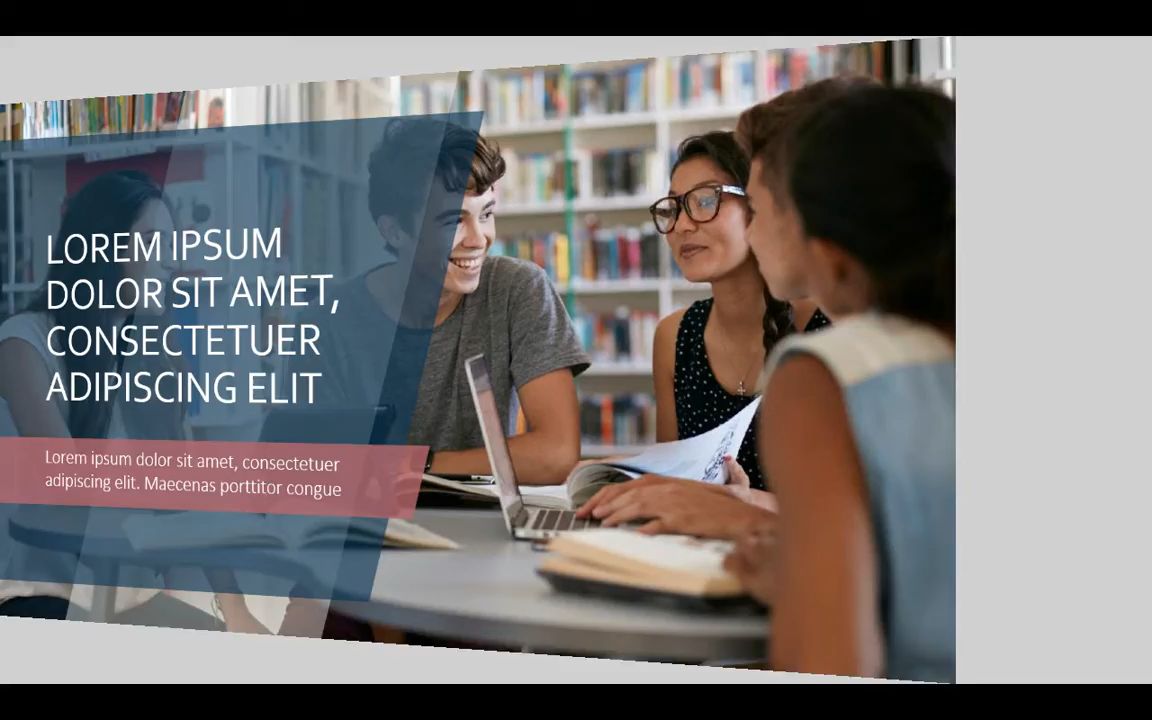 LOREM IPSUM
DOLOR SIT AMET,
CONSECTETUER
ADIPISCING ELIT
Lorem ipsum dolor sit amet, consectetuer
adipiscing elit. Maecenas porttitor congue